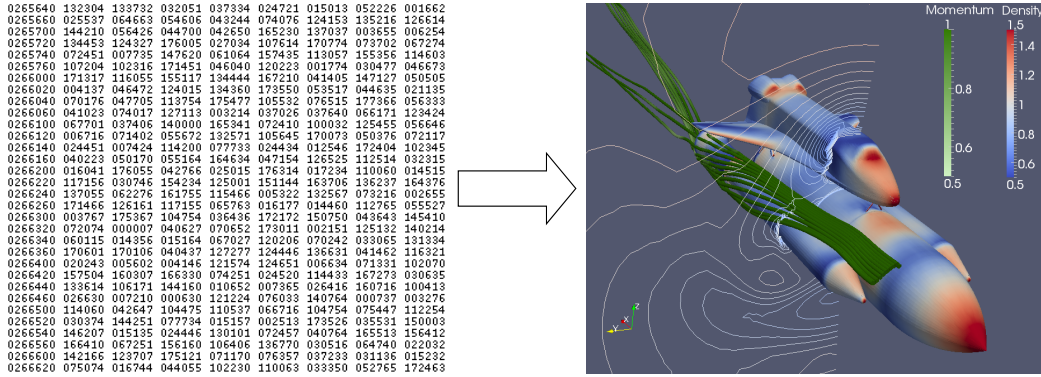 0265640 132304 133732 032051 037334 024721 015013 052226 001662
0265660 025537 064663 054606 043244 074076 124153 135216 126614
0265700 144210 056426 044700 042650 165230 137037 003655 006254
0265720 134453 124327 176005 027034 107614 170774 073702 067274
0265740 072451 007735 147620 061064 157435 113057 155356 114603
0265760 107204 102316 171451 046040 120223 001774 030477 046673
0266000 171317 116055 155117 134444 167210 041405 147127 050505
0266020 004137 046472 124015 134360 173550 053517 044635 021135
0266040 070176 047705 113754 175477 105532 076515 177366 056333
0266060 041023 074017 127113 003214 037026 037640 066171 123424
0266100 067701 037406 140000 165341 072410 100032 125455 056646
0266120 006716 071402 055672 132571 105645 170073 050376 072117
0266140 024451 007424 114200 077733 024434 012546 172404 102345
0266160 040223 050170 055164 164634 047154 126525 112514 032315
0266200 016041 176055 042766 025015 176314 017234 110060 014515
0266220 117156 030746 154234 125001 151144 163706 136237 164376
0266240 137055 062276 161755 115466 005322 132567 073216 002655
0266260 171466 126161 117155 065763 016177 014460 112765 055527
0266300 003767 175367 104754 036436 172172 150750 043643 145410
0266320 072074 000007 040627 070652 173011 002151 125132 140214
0266340 060115 014356 015164 067027 120206 070242 033065 131334
0266360 170601 170106 040437 127277 124446 136631 041462 116321
0266400 020243 005602 004146 121574 124651 006634 071331 102070
0266420 157504 160307 166330 074251 024520 114433 167273 030635
0266440 133614 106171 144160 010652 007365 026416 160716 100413
0266460 026630 007210 000630 121224 076033 140764 000737 003276
0266500 114060 042647 104475 110537 066716 104754 075447 112254
0266520 030374 144251 077734 015157 002513 173526 035531 150003
0266540 146207 015135 024446 130101 072457 040764 165513 156412
0266560 166410 067251 156160 106406 136770 030516 064740 022032
0266600 142166 123707 175121 071170 076357 037233 031136 015232
0266620 075074 016744 044055 102230 110063 033350 052765 172463
Momentum Density
1 1.5
1.4
0.8 1.2
1
0.6 0.8
0.6
0.5 0.5
Z
X
Y